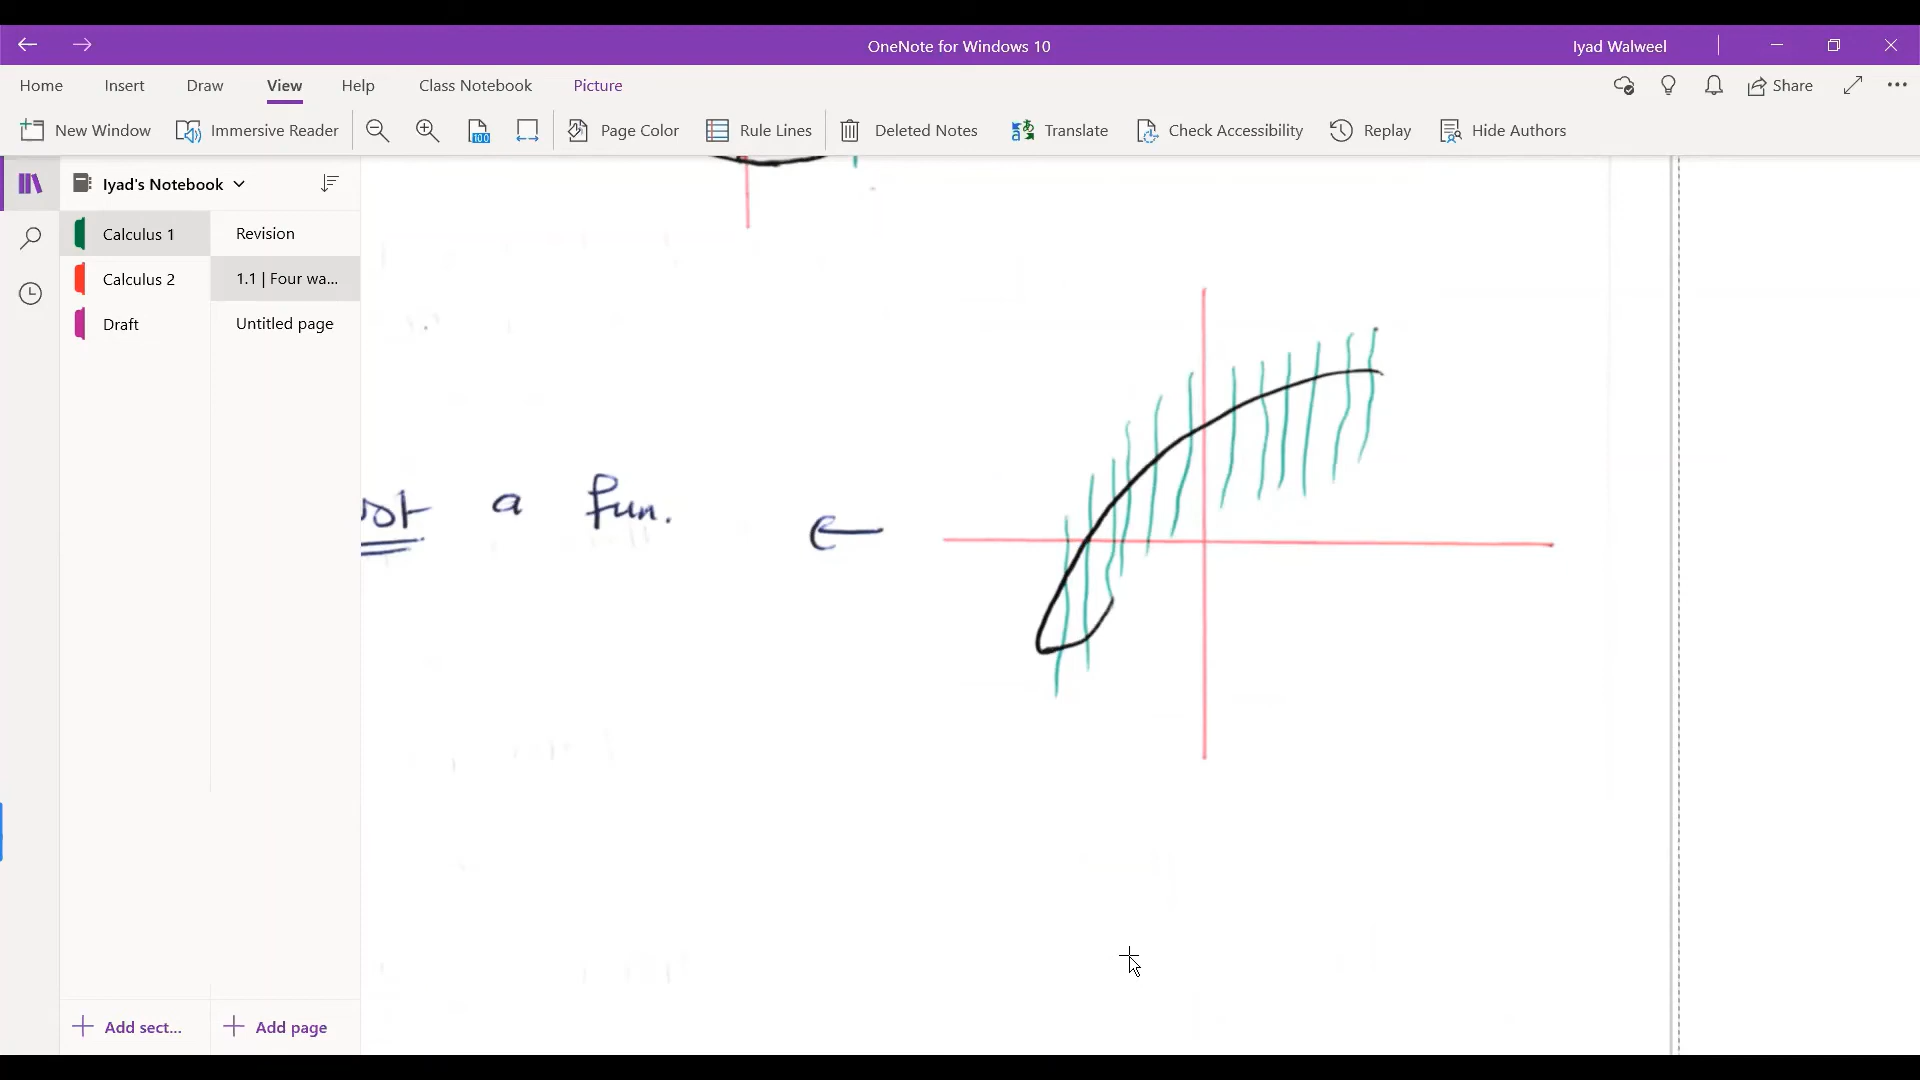 OneNote for Windows 10
Iyad Walweel
Home Insert Draw View Help Class Notebook Picture
Share
New Window Immersive Reader 100 Page Color Rule Lines Deleted Notes Translate Check Accessibility Replay Hide Authors
Iyad's Notebook
Calculus 1
Calculus 2
Draft
Revision
1.1 | Four wa...
Untitled page
a fun.
Add sect...
Add page